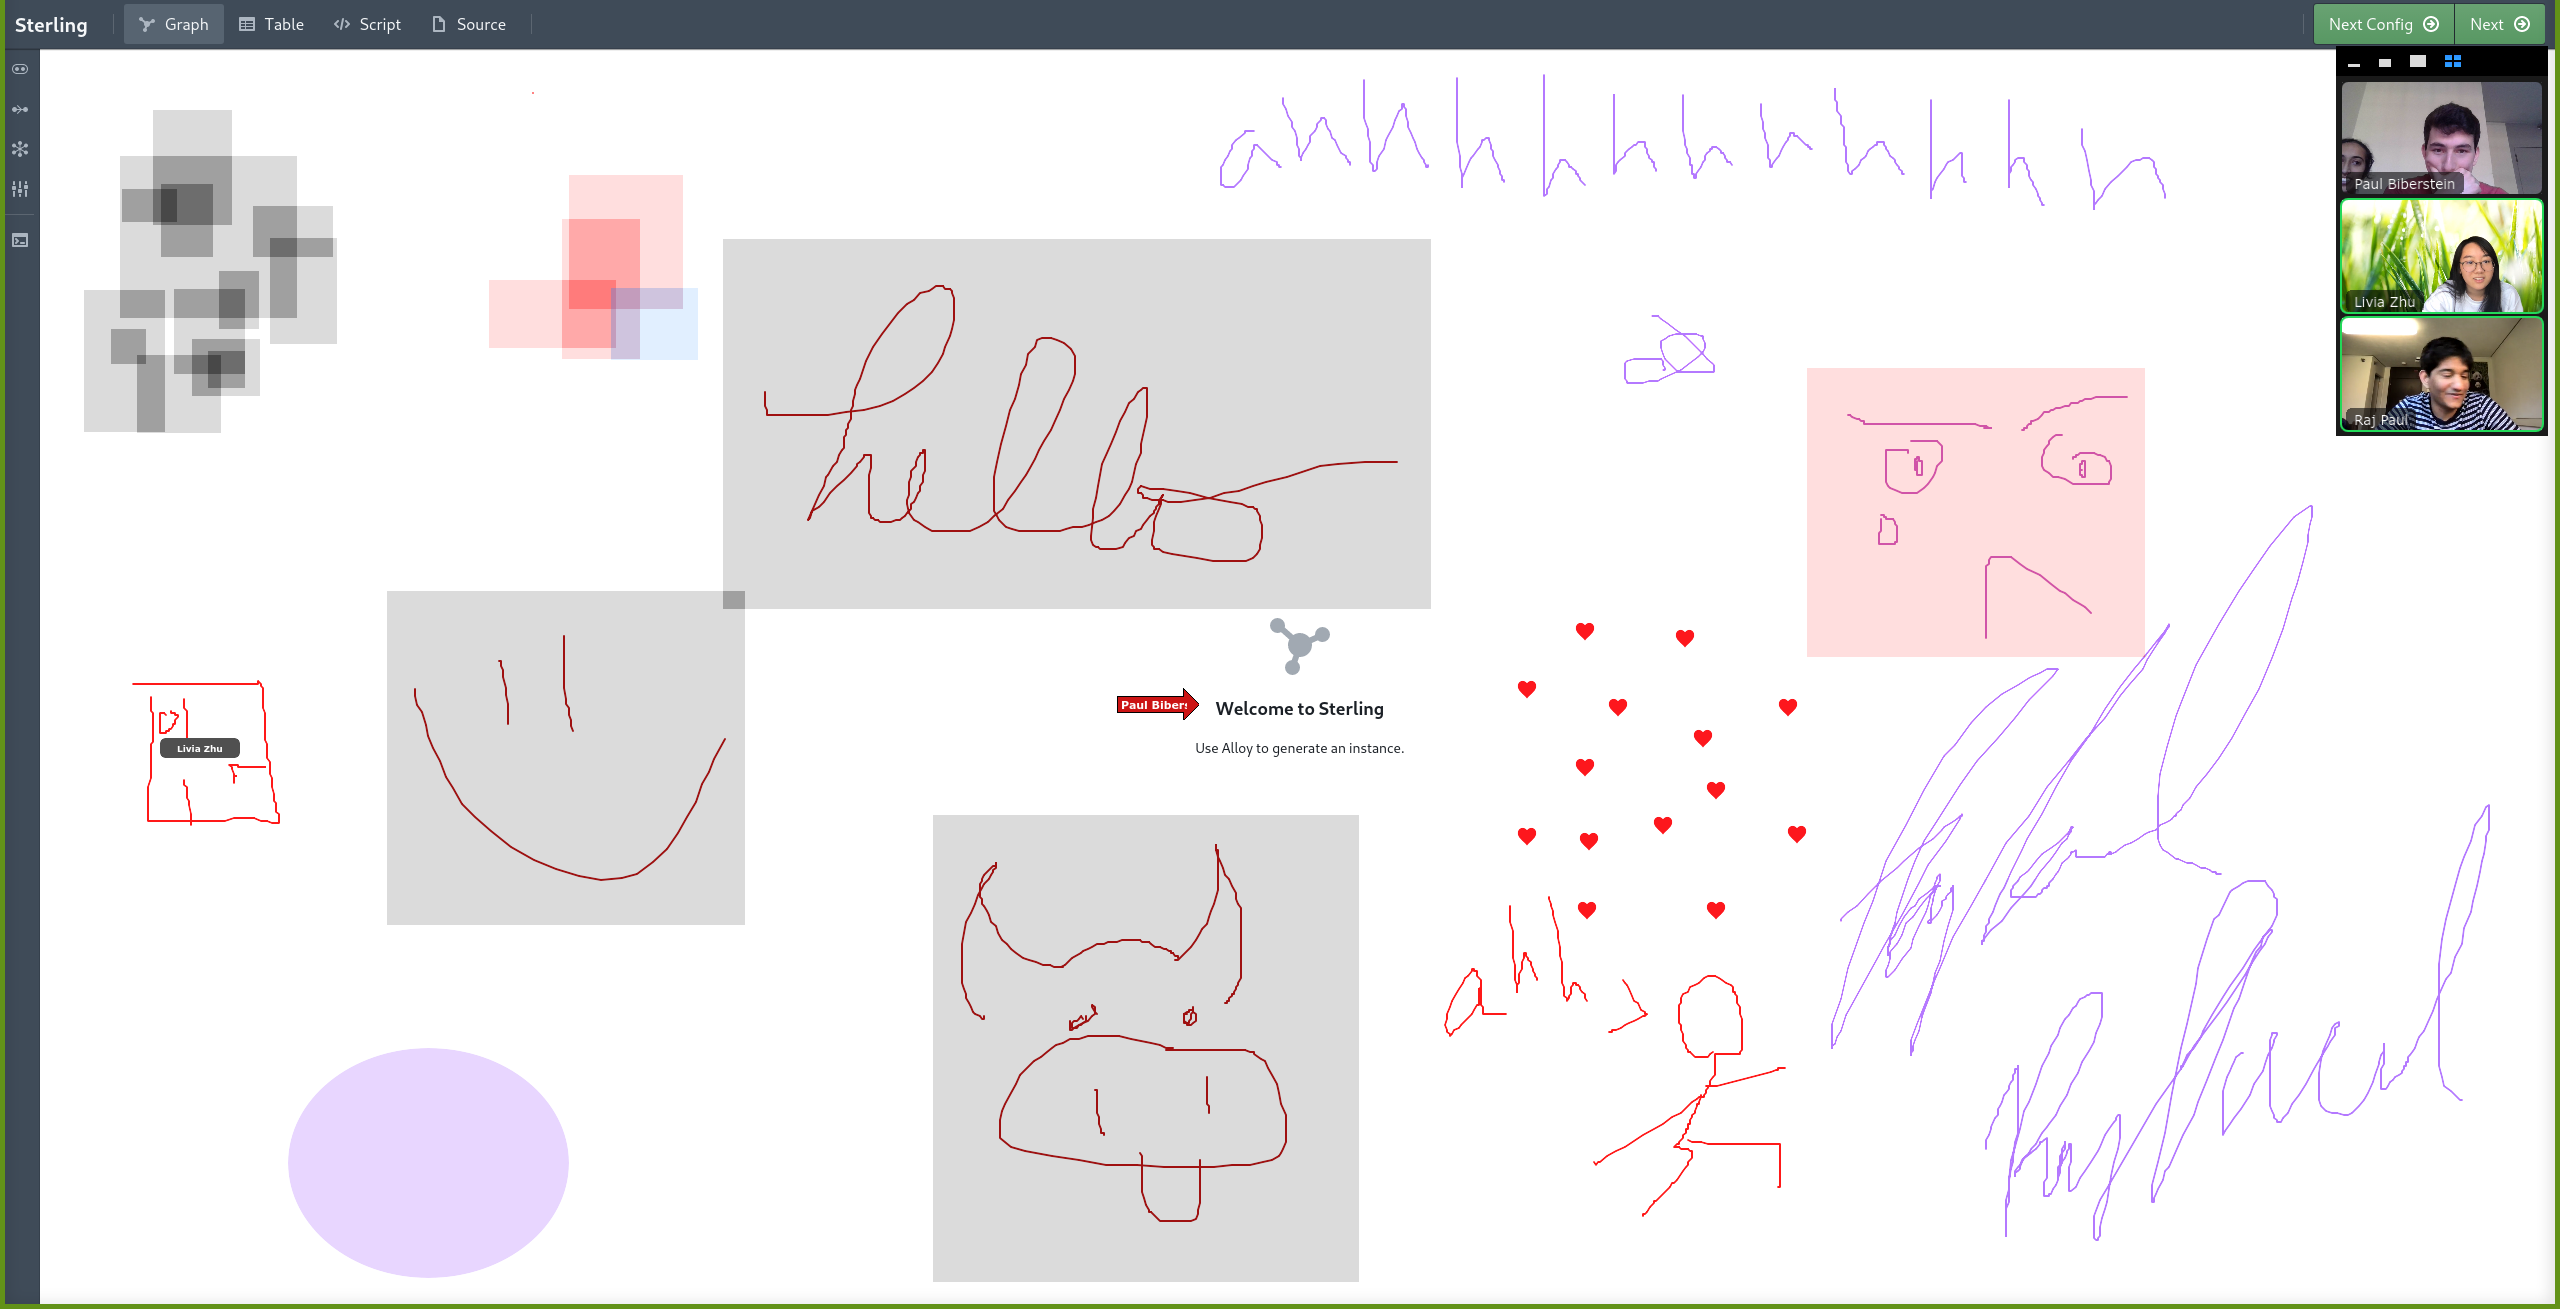 Sterling
Graph
Table
Script
Source
Next Config
Next
ahhhhhhhhhhh
Paul Biberstein
Livia Zhu
Raj Paul
hello
Paul Bibers
Welcome to Sterling
Use Alloy to generate an instance.
Livia Zhu
ahh
Raj Paul